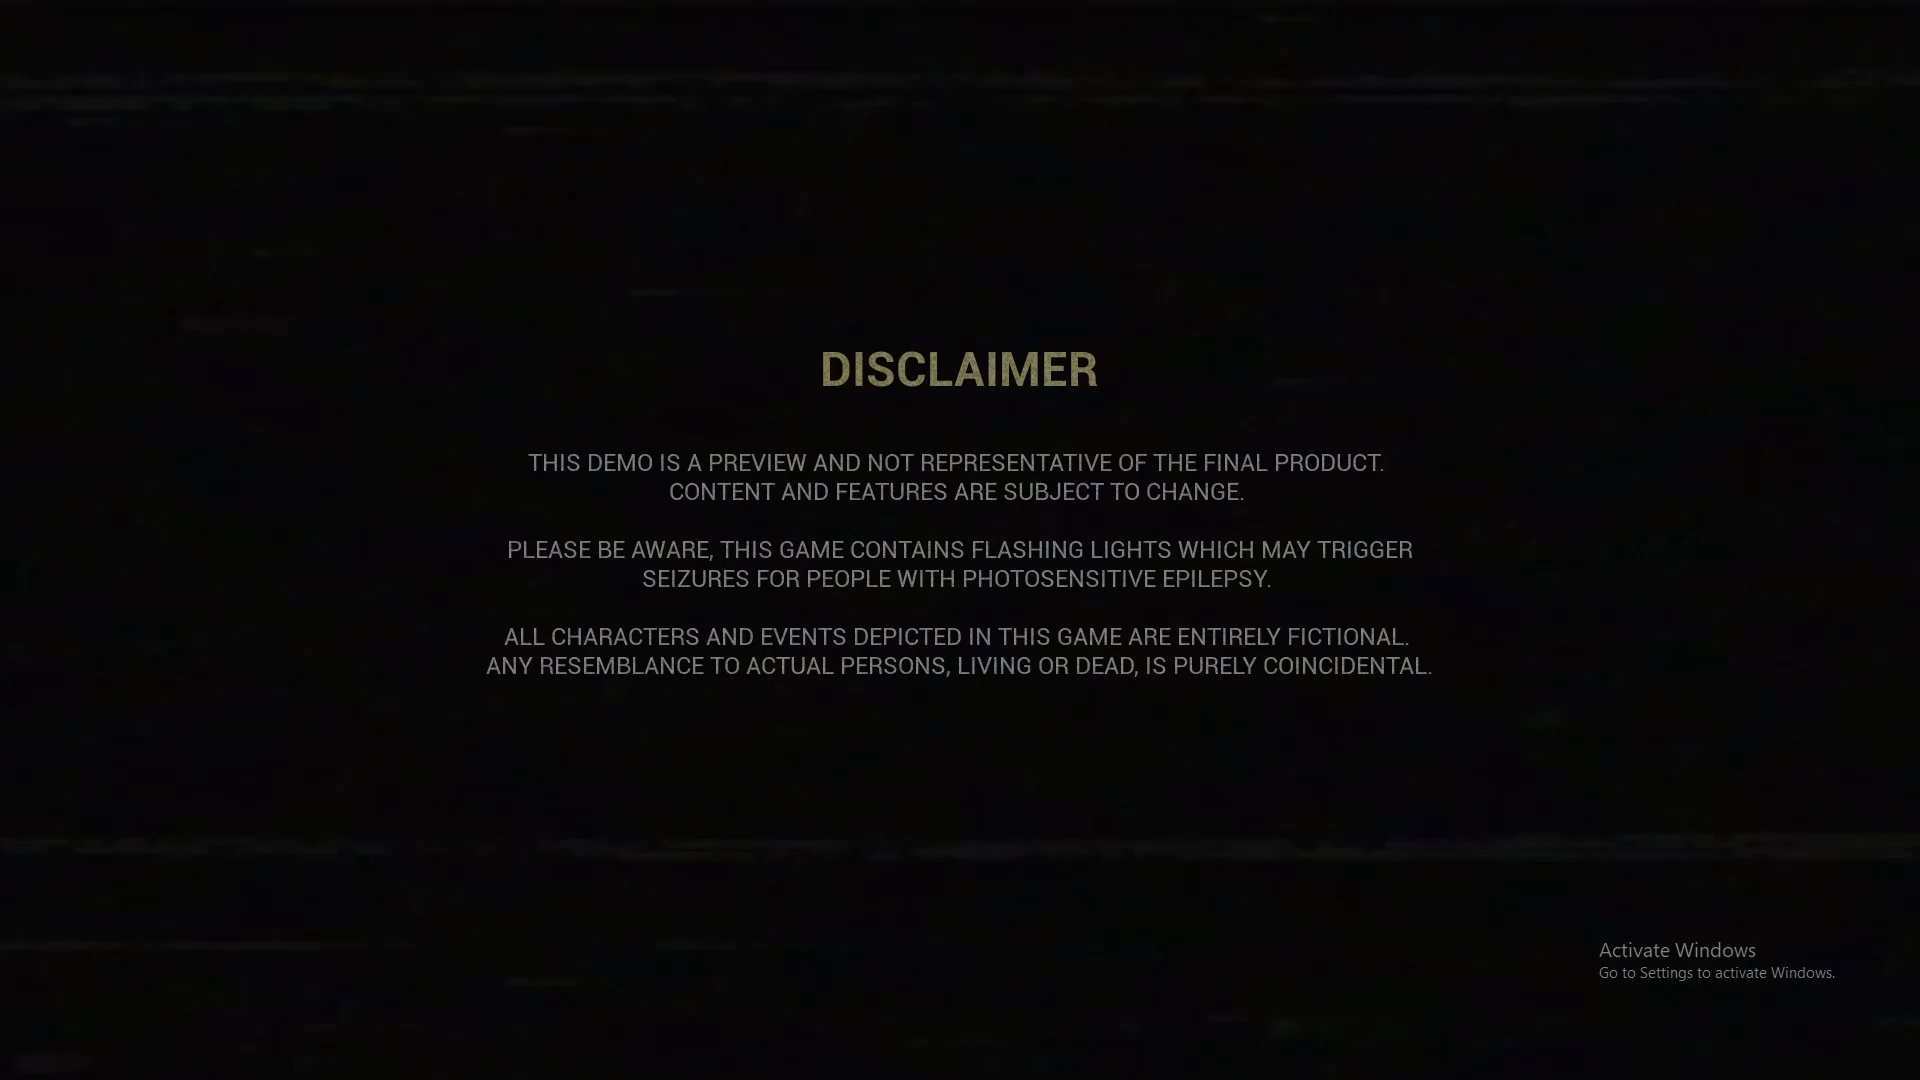 DISCLAIMER
THIS DEMO IS A PREVIEW AND NOT REPRESENTATIVE OF THE FINAL PRODUCT.
CONTENT AND FEATURES ARE SUBJECT TO CHANGE.
PLEASE BE AWARE, THIS GAME CONTAINS FLASHING LIGHTS WHICH MAY TRIGGER
SEIZURES FOR PEOPLE WITH PHOTOSENSITIVE EPILEPSY.
ALL CHARACTERS AND EVENTS DEPICTED IN THIS GAME ARE ENTIRELY FICTIONAL.
ANY RESEMBLANCE TO ACTUAL PERSONS, LIVING OR DEAD, IS PURELY COINCIDENTAL.
Activate Windows
Go to Settings to activate Windows.